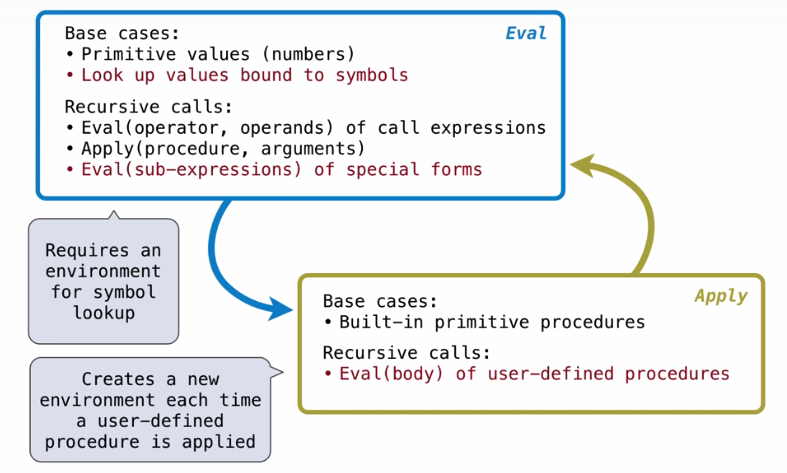 Eval
Base cases:
• Primitive values (numbers)
• Look up values bound to symbols
Recursive calls:
• Eval(operator, operands) of call expressions
• Apply(procedure, arguments)
• Eval(sub-expressions) of special forms
Requires an
environment
for symbol
lookup
Apply
Base cases:
• Built-in primitive procedures
Recursive calls:
• Eval(body) of user-defined procedures
Creates a new
environment each time
a user-defined
procedure is applied